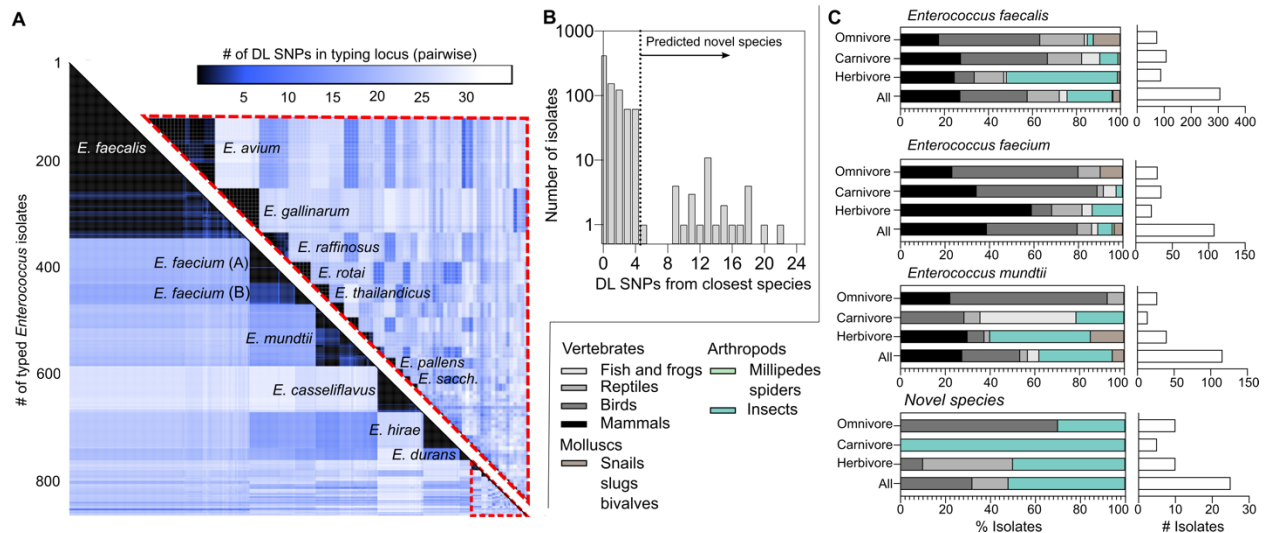 A
# of DL SNPs in typing locus (pairwise)
5 10 15 20 25 30
# of typed Enterococcus isolates
1
200
400
600
800
E. faecalis
E. avium
E. gallinarum
E. raffinosus
E. faecium (A)
E. rotai
E. faecium (B)
E. thailandicus
E. mundtii
E. pallens
E. sacch.
E. casseliflavus
E. hirae
E. durans
B
Number of isolates
1000
100
10
1
Predicted novel species
0 4 8 12 16 20 24
DL SNPs from closest species
Vertebrates
Fish and frogs
Reptiles
Birds
Mammals
Molluscs
Snails
slugs
bivalves
Arthropods
Millipedes
spiders
Insects
C
Enterococcus faecalis
Omnivore
Carnivore
Herbivore
All
0 20 40 60 80 100
0 100 200 300 400
Enterococcus faecium
Omnivore
Carnivore
Herbivore
All
0 20 40 60 80 100
0 50 100 150
Enterococcus mundtii
Omnivore
Carnivore
Herbivore
All
0 20 40 60 80 100
0 50 100 150
Novel species
Omnivore
Carnivore
Herbivore
All
0 20 40 60 80 100
0 10 20 30
% Isolates
# Isolates